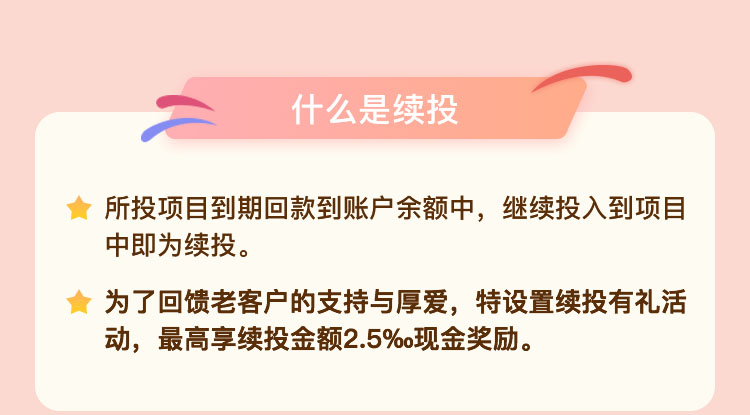 什么是续投
所投项目到期回款到账户余额中，继续投入到项目
中即为续投。
为了回馈老客户的支持与厚爱，特设置续投有礼活
动，最高享续投金额2.5‰现金奖励。